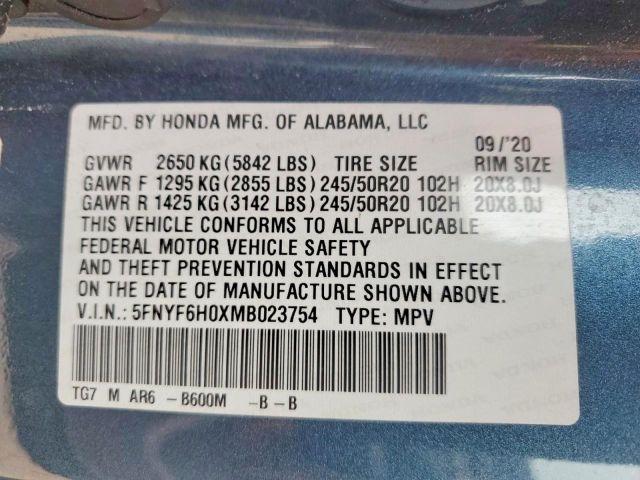 MFD. BY HONDA MFG. OF ALABAMA, LLC
09/'20
GVWR 2650 KG (5842 LBS) TIRE SIZE RIM SIZE
GAWR F 1295 KG (2855 LBS) 245/50R20 102H 20X8.0J
GAWR R 1425 KG (3142 LBS) 245/50R20 102H 20X8.0J
THIS VEHICLE CONFORMS TO ALL APPLICABLE
FEDERAL MOTOR VEHICLE SAFETY
AND THEFT PREVENTION STANDARDS IN EFFECT
ON THE DATE OF MANUFACTURE SHOWN ABOVE.
V.I.N.: 5FNYF6H0XMB023754 TYPE: MPV
TG7 M AR6 -B600M -B-B